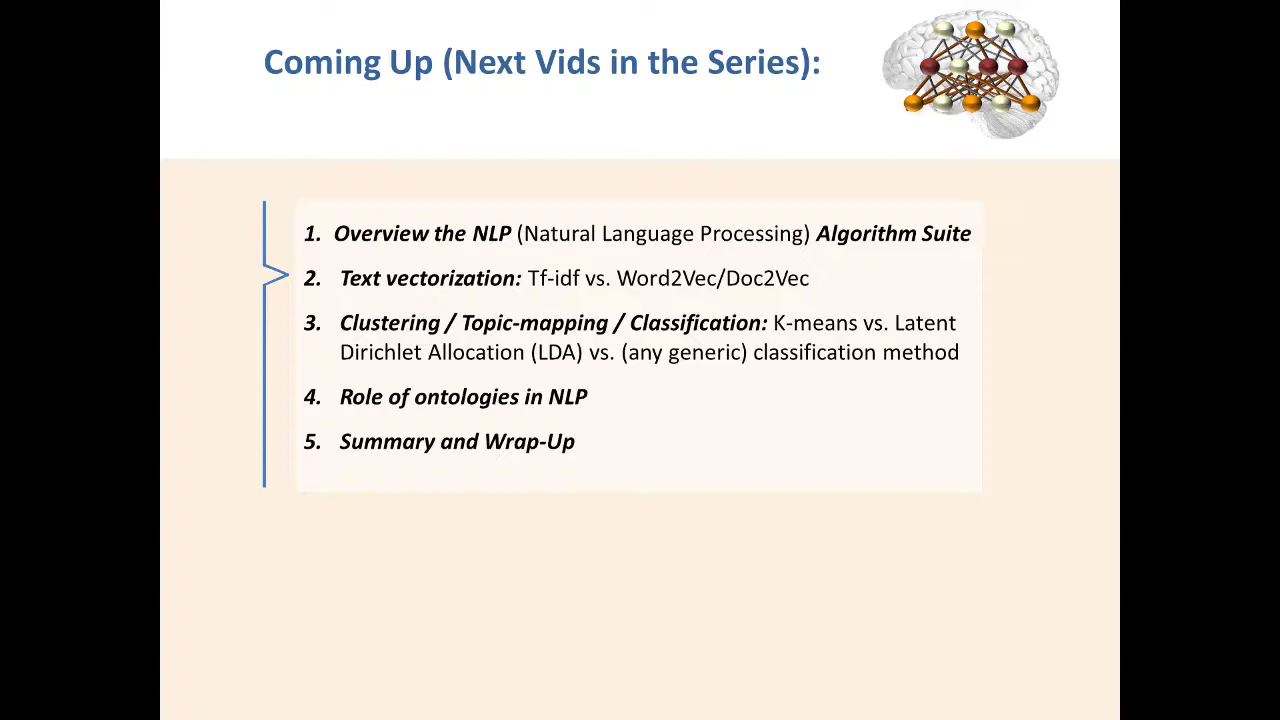 Coming Up (Next Vids in the Series):
1. Overview the NLP (Natural Language Processing) Algorithm Suite
2. Text vectorization: Tf-idf vs. Word2Vec/Doc2Vec
3. Clustering / Topic-mapping / Classification: K-means vs. Latent
Dirichlet Allocation (LDA) vs. (any generic) classification method
4. Role of ontologies in NLP
5. Summary and Wrap-Up